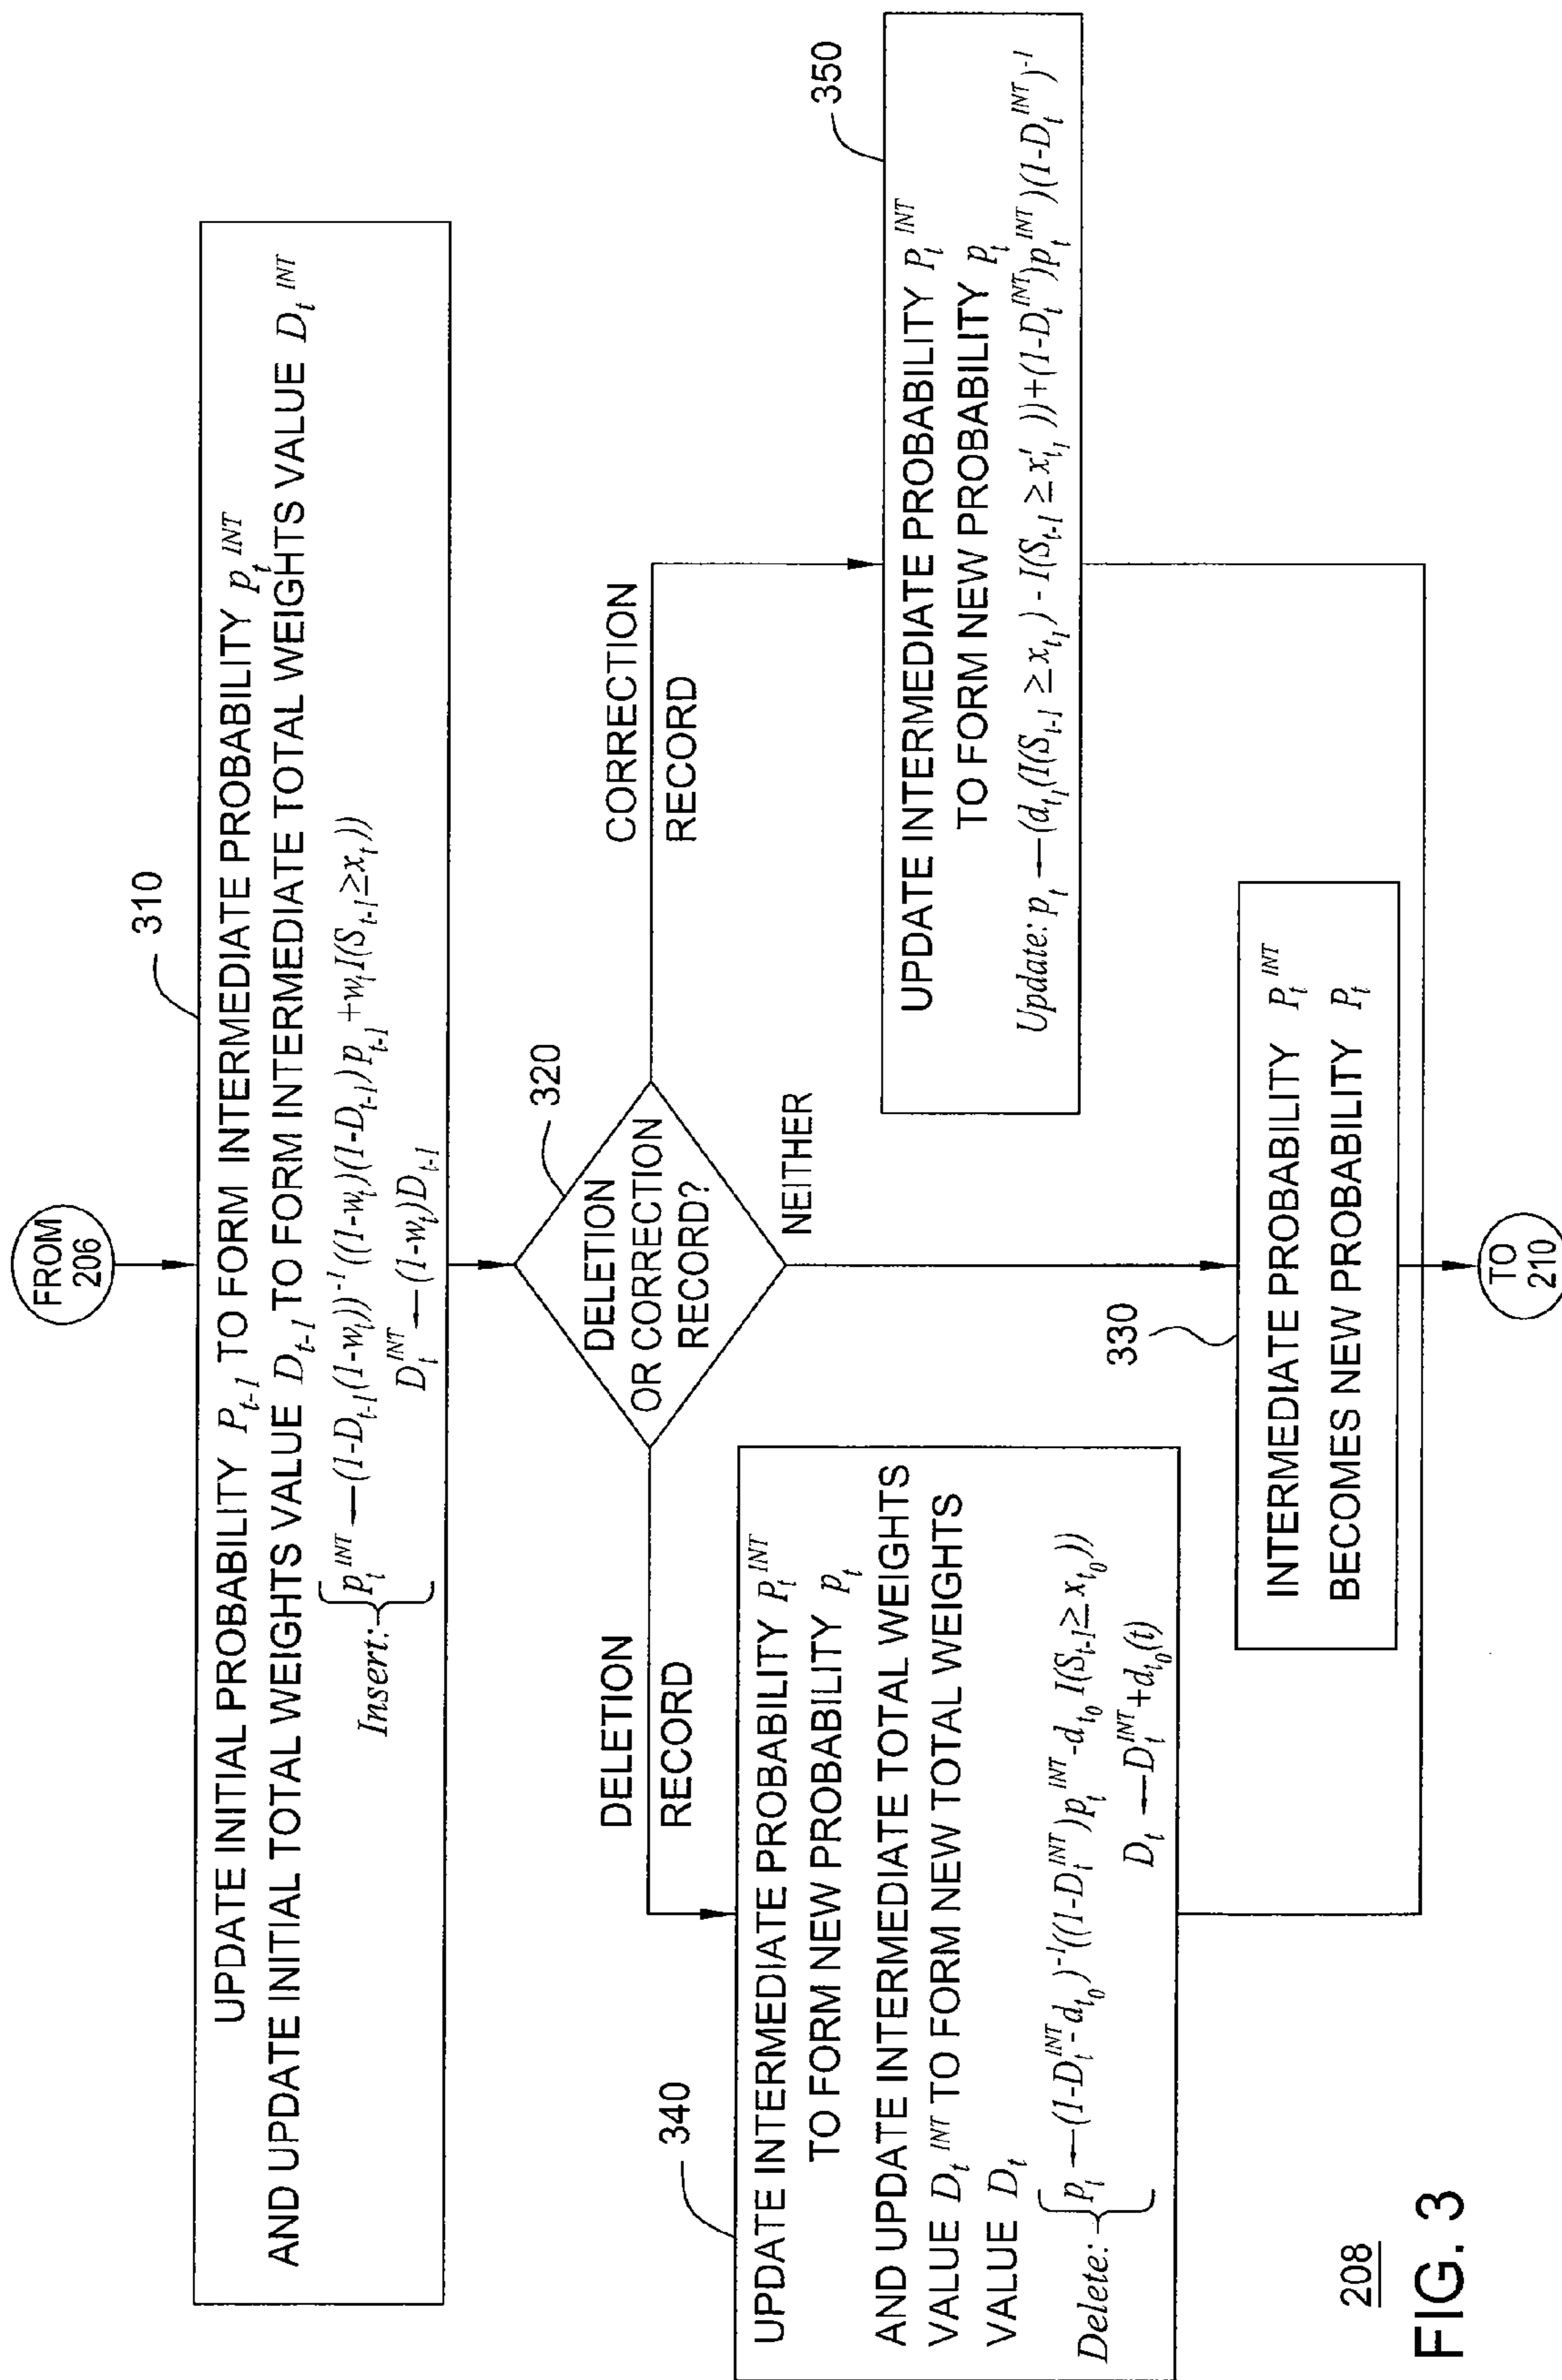 FROM
206
310
UPDATE INITIAL PROBABILITY P_{t-1} TO FORM INTERMEDIATE PROBABILITY p_t^{INT}
AND UPDATE INITIAL TOTAL WEIGHTS VALUE D_{t-1} TO FORM INTERMEDIATE TOTAL WEIGHTS VALUE D_t^{INT}
Insert: { p_t^{INT} ← (1-D_{t-1}(1-w_t))^{-1}((1-w_t)(1-D_{t-1})p_{t-1}+w_t I(S_{t-1}≥x_t))
D_t^{INT} ← (1-w_t)D_{t-1}
320
DELETION
OR CORRECTION
RECORD?
DELETION
RECORD
CORRECTION
RECORD
NEITHER
340
UPDATE INTERMEDIATE PROBABILITY P_t^{INT}
TO FORM NEW PROBABILITY p_t
AND UPDATE INTERMEDIATE TOTAL WEIGHTS
VALUE D_t^{INT} TO FORM NEW TOTAL WEIGHTS
VALUE D_t
Delete: { p_t ← (1-D_t^{INT}-d_{t_0})^{-1}((1-D_t^{INT})p_t^{INT}-d_{t_0} I(S_{t-1}≥x_{t_0}))
D_t ← D_t^{INT}+d_{t_0}(t)
350
UPDATE INTERMEDIATE PROBABILITY P_t^{INT}
TO FORM NEW PROBABILITY p_t
Update: p_t ← (d_{t_1}(I(S_{t-1}≥x_{t_1}) - I(S_{t-1}≥x'_{t_1}))+(1-D_t^{INT})p_t^{INT})(1-D_t^{INT})^{-1}
330
INTERMEDIATE PROBABILITY P_t^{INT}
BECOMES NEW PROBABILITY P_t
TO
210
208
FIG. 3